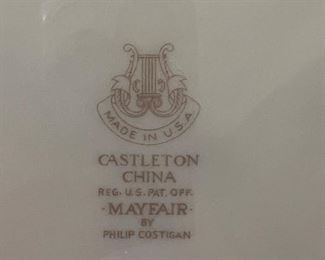 MADE IN U.S.A.
CASTLETON
CHINA
REG. U.S. PAT. OFF.
· MAYFAIR ·
BY
PHILIP COSTIGAN